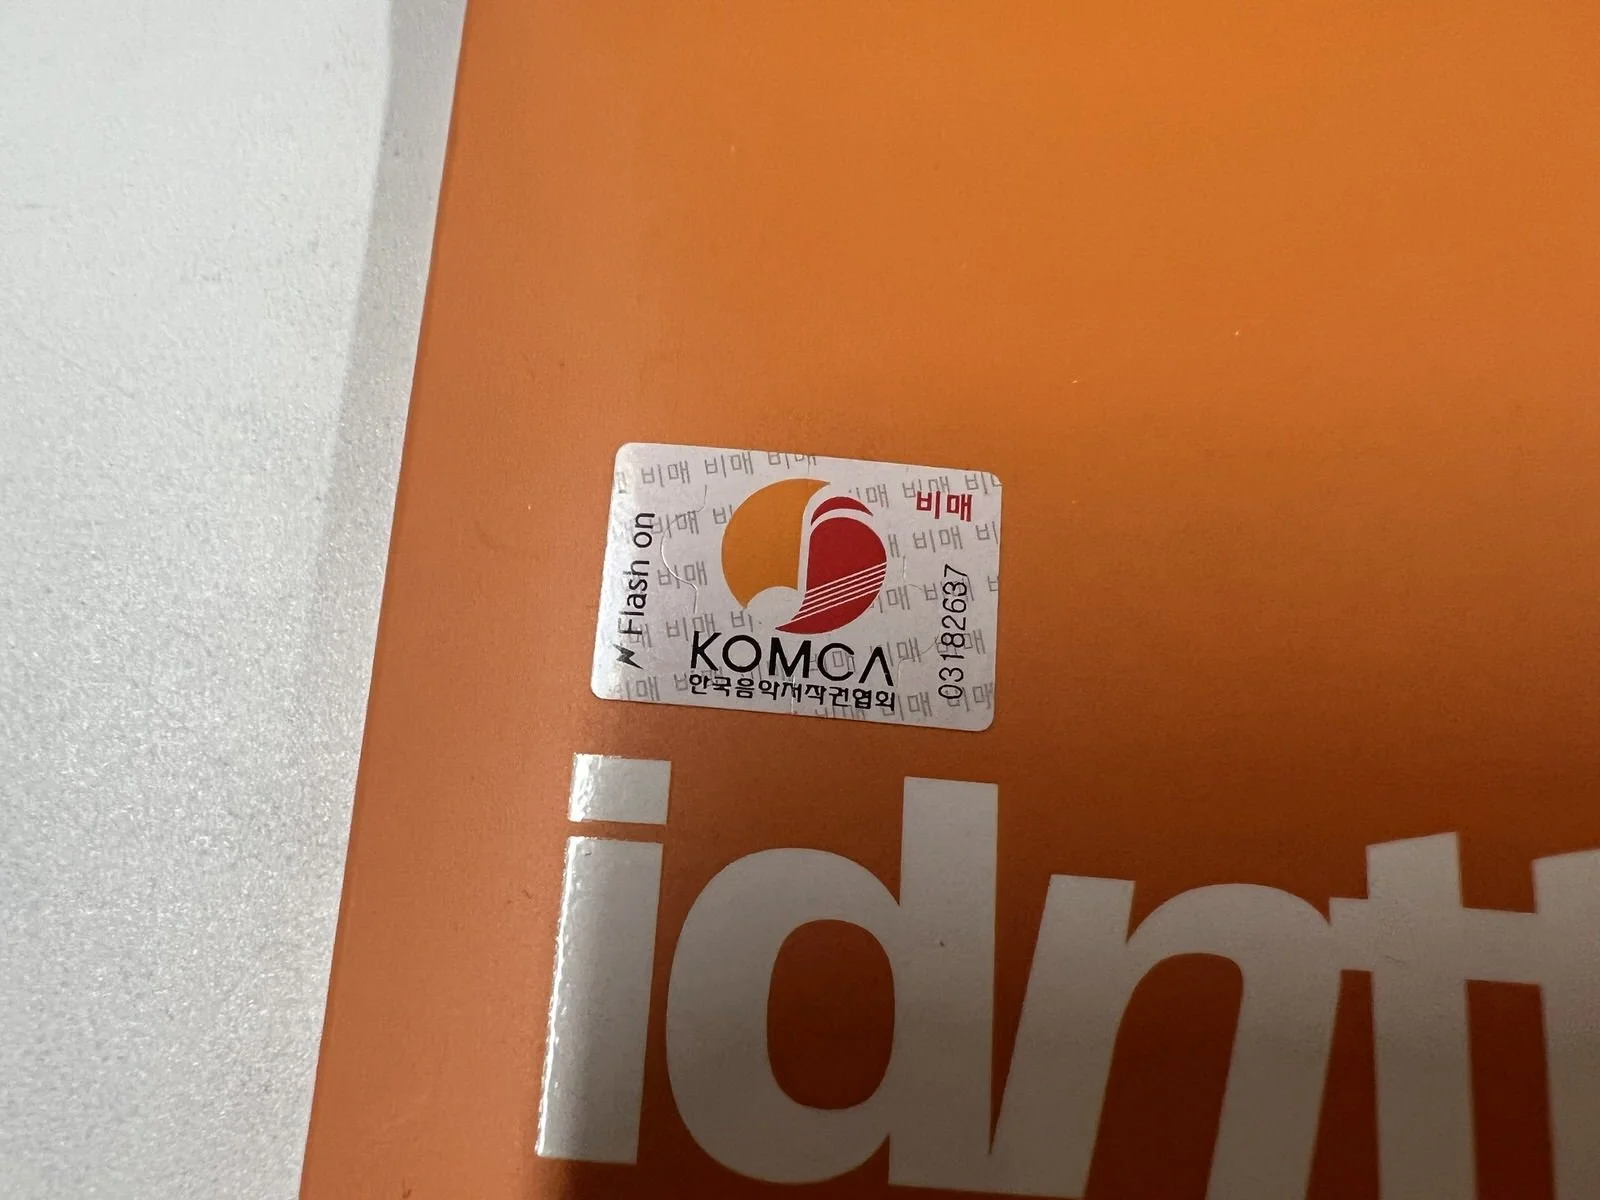 비매 비매 비매
비매
Flash on
03182637
KOMCA
한국음악저작권협회
idntt